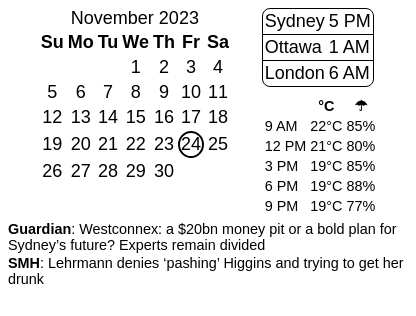 November 2023
Su Mo Tu We Th Fr Sa
1 2 3 4
5 6 7 8 9 10 11
12 13 14 15 16 17 18
19 20 21 22 23 24 25
26 27 28 29 30
Sydney 5 PM
Ottawa 1 AM
London 6 AM
°C ☂
9 AM 22°C 85%
12 PM 21°C 80%
3 PM 19°C 85%
6 PM 19°C 88%
9 PM 19°C 77%
Guardian: Westconnex: a $20bn money pit or a bold plan for
Sydney’s future? Experts remain divided
SMH: Lehrmann denies ‘pashing’ Higgins and trying to get her
drunk